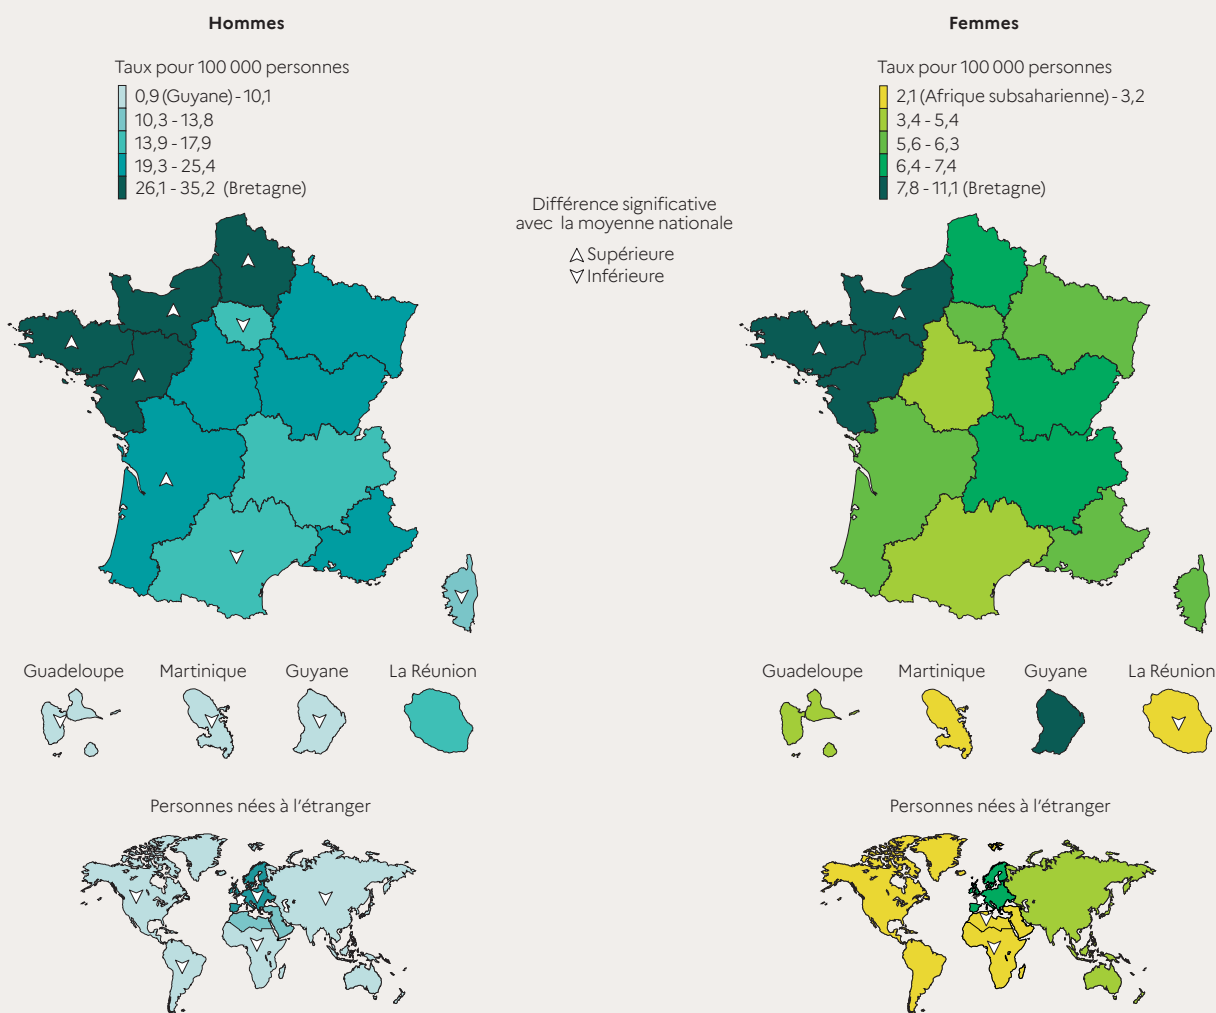 Hommes
Taux pour 100 000 personnes
0,9 (Guyane) - 10,1
10,3 - 13,8
13,9 - 17,9
19,3 - 25,4
26,1 - 35,2 (Bretagne)
Différence significative
avec la moyenne nationale
Supérieure
Inférieure
Femmes
Taux pour 100 000 personnes
2,1 (Afrique subsaharienne) - 3,2
3,4 - 5,4
5,6 - 6,3
6,4 - 7,4
7,8 - 11,1 (Bretagne)
Guadeloupe
Martinique
Guyane
La Réunion
Guadeloupe
Martinique
Guyane
La Réunion
Personnes nées à l'étranger
Personnes nées à l'étranger